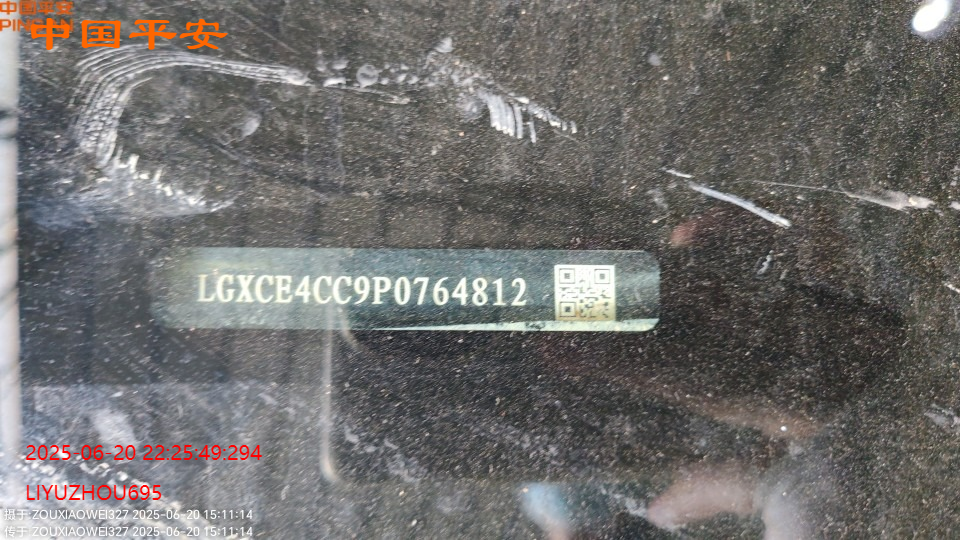 中国平安
PINGAN
中国平安
LGXCE4CC9P0764812
2025-06-20 22:25:49:294
LIYUZHOU695
摄于:ZOUXIAOWEI327 2025-06-20 15:11:14
传于:ZOUXIAOWEI327 2025-06-20 15:11:14